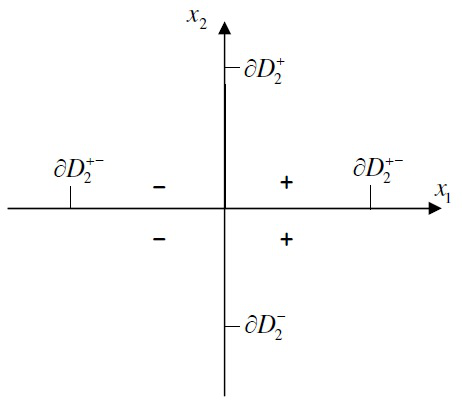 x₂
∂D₂⁺
∂D₂⁺⁻ − + ∂D₂⁺⁻
x₁
− +
∂D₂⁻